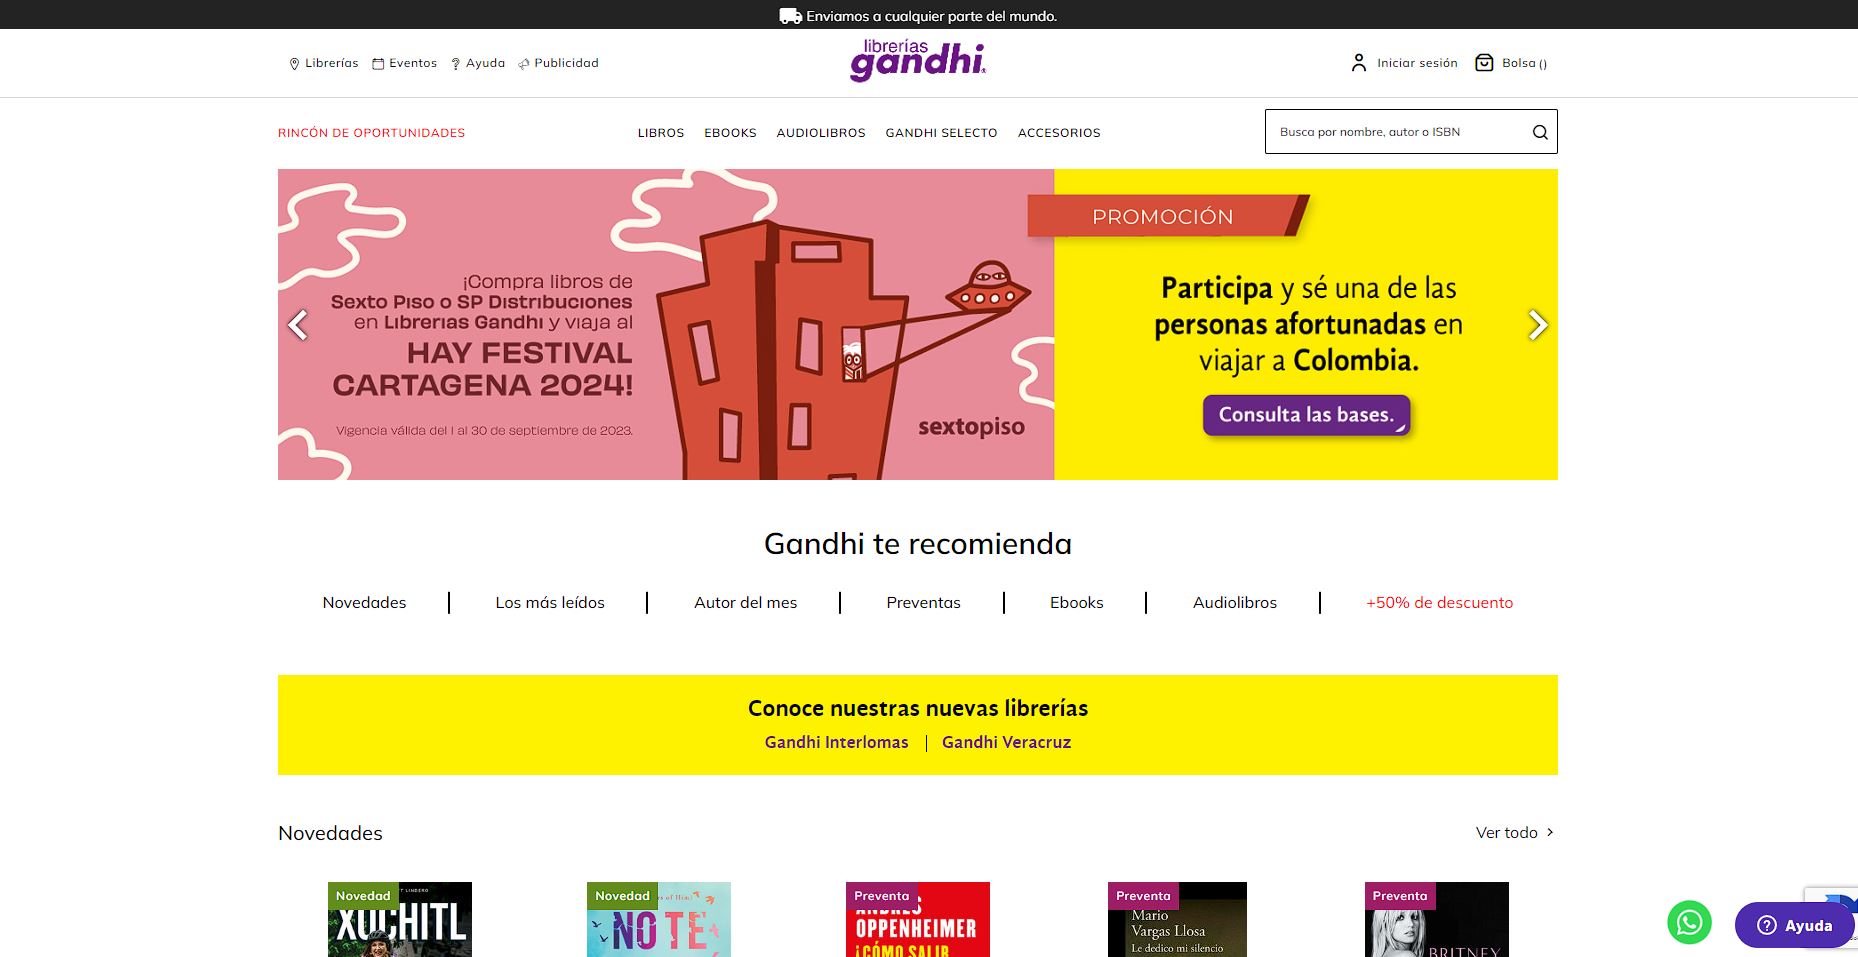 Enviamos a cualquier parte del mundo.
Librerías
Eventos
Ayuda
Publicidad
librerías
gandhi
Iniciar sesión
Bolsa ()
RINCÓN DE OPORTUNIDADES
LIBROS
EBOOKS
AUDIOLIBROS
GANDHI SELECTO
ACCESORIOS
Busca por nombre, autor o ISBN
¡Compra libros de
Sexto Piso o SP Distribuciones
en Librerías Gandhi y viaja al
HAY FESTIVAL
CARTAGENA 2024!
Vigencia válida del 1 al 30 de septiembre de 2023.
sextopiso
PROMOCIÓN
Participa y sé una de las
personas afortunadas en
viajar a Colombia.
Consulta las bases.
Gandhi te recomienda
Novedades
Los más leídos
Autor del mes
Preventas
Ebooks
Audiolibros
+50% de descuento
Conoce nuestras nuevas librerías
Gandhi Interlomas | Gandhi Veracruz
Novedades
Ver todo
Novedad
XÓCHITL
Novedad
NO TE
Preventa
ANDRÉS
OPPENHEIMER
¡CÓMO SALIR
Preventa
Mario
Vargas Llosa
Le dedico mi silencio
Preventa
BRITNEY
Ayuda